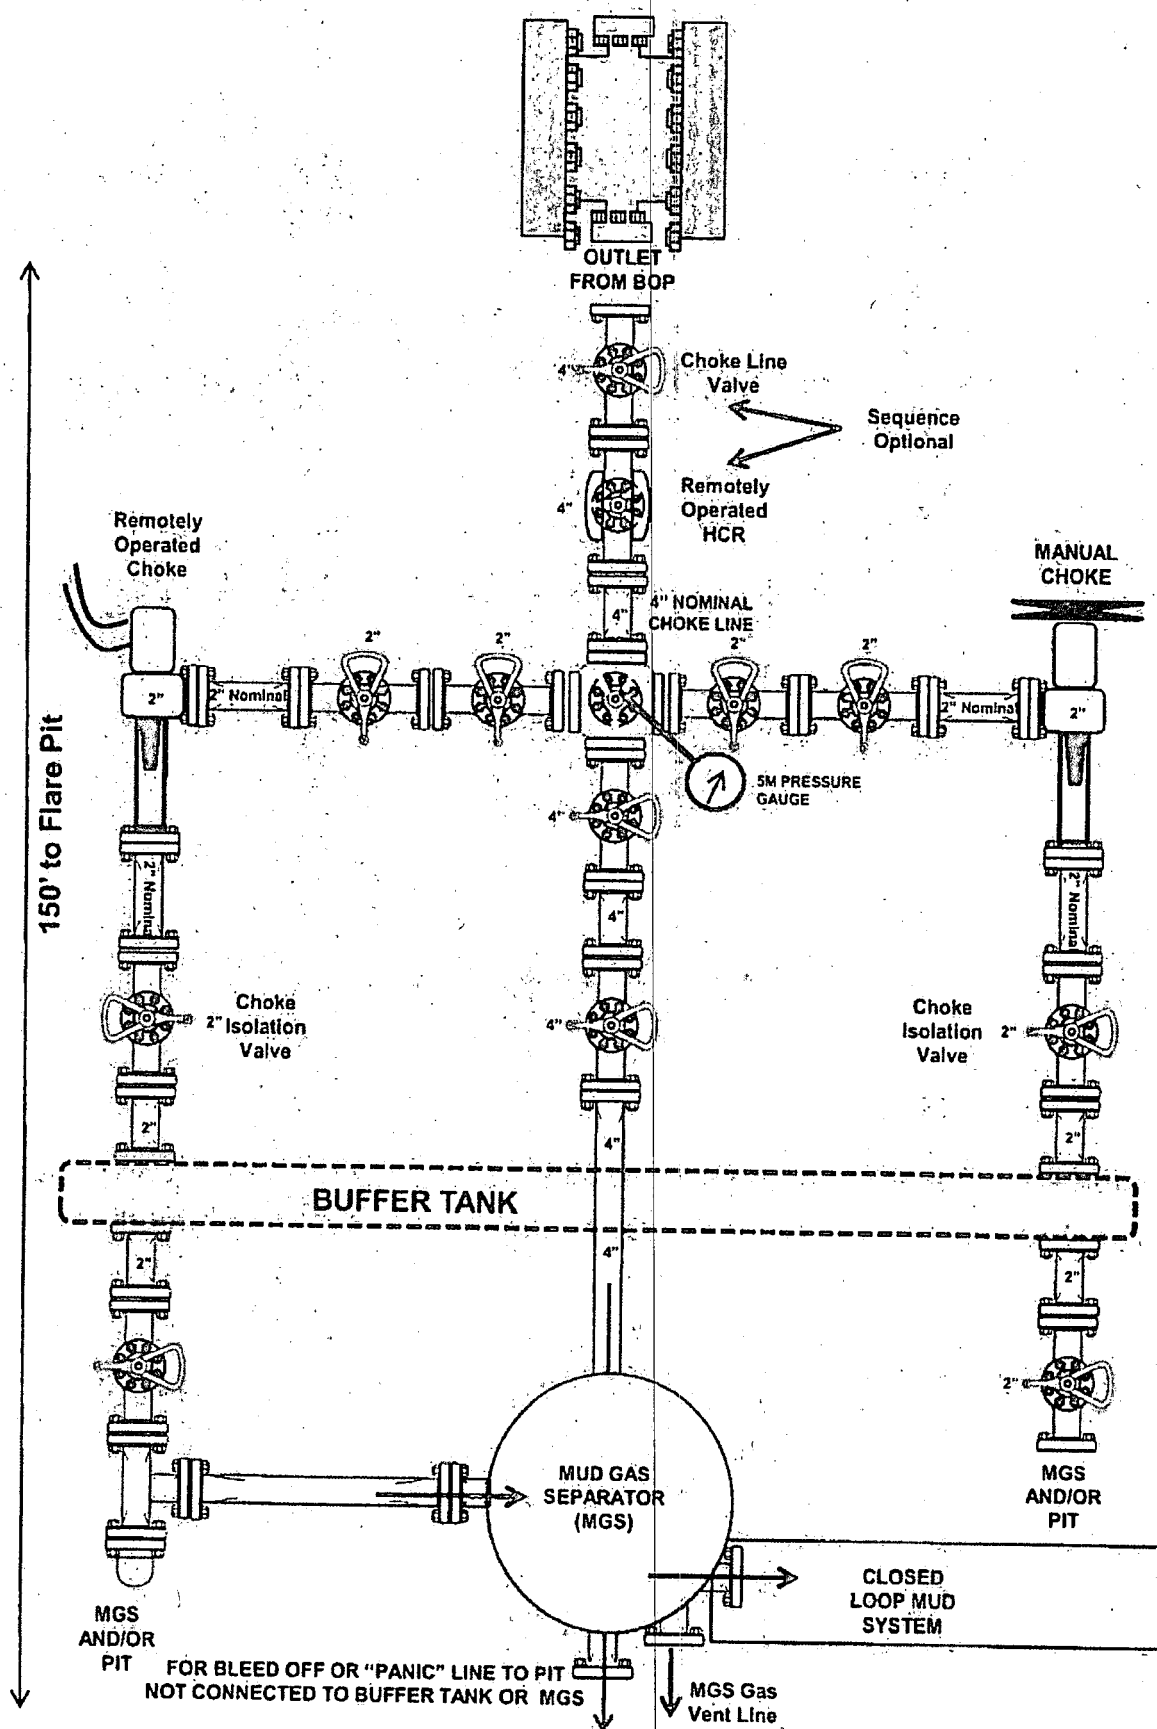 OUTLET
FROM BOP
4"
Choke Line
Valve
Sequence
Optional
4"
Remotely
Operated
HCR
Remotely
Operated
Choke
MANUAL
CHOKE
4"
4" NOMINAL
CHOKE LINE
2"
2"
2"
2"
2"
2" Nominal
2" Nominal
2"
5M PRESSURE
GAUGE
4"
150' to Flare Pit
2" Nominal
4"
2" Nominal
Choke
2" Isolation
Valve
4"
Choke
Isolation
Valve
2"
2"
4"
2"
BUFFER TANK
2"
4"
2"
2"
MUD GAS
SEPARATOR
(MGS)
MGS
AND/OR
PIT
CLOSED
LOOP MUD
SYSTEM
MGS
AND/OR
PIT
FOR BLEED OFF OR "PANIC" LINE TO PIT
NOT CONNECTED TO BUFFER TANK OR MGS
MGS Gas
Vent Line